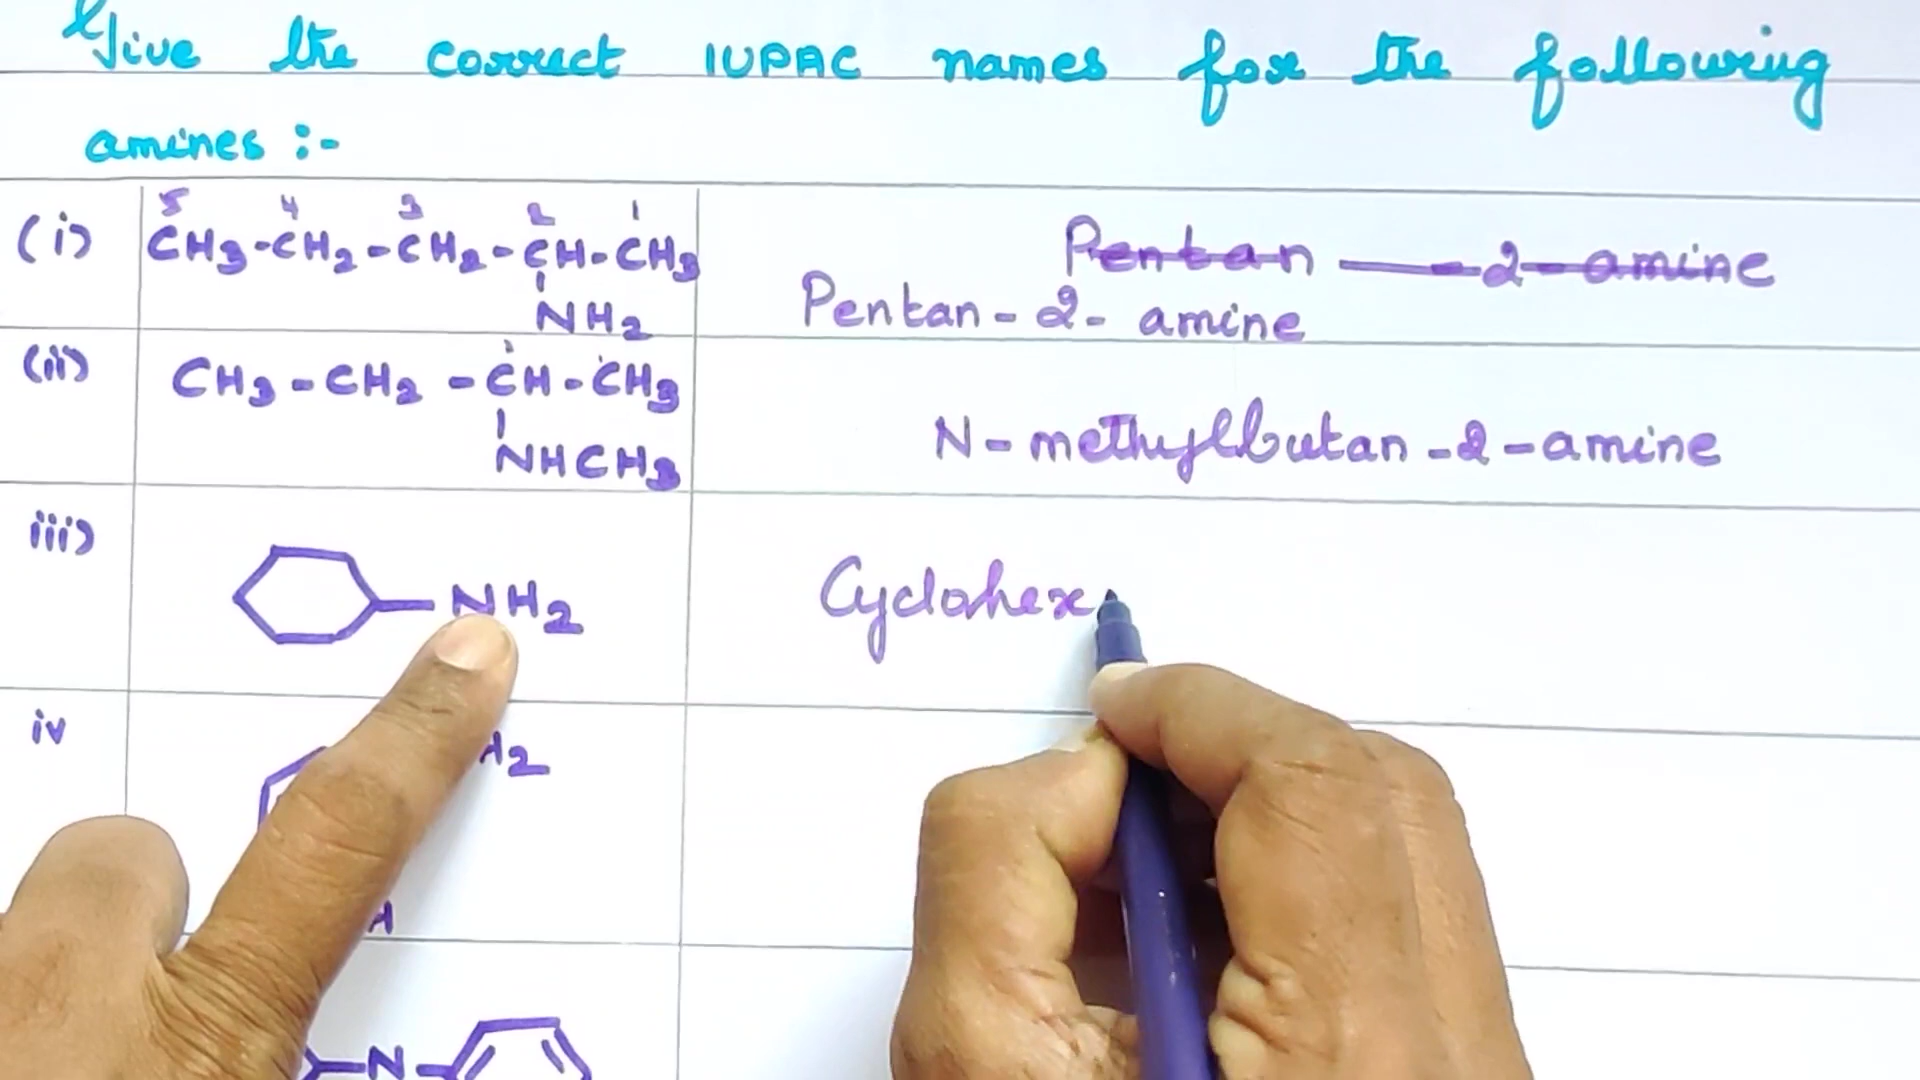 Give the correct IUPAC names for the following
amines :-
5 4 3 2 1
(i) CH3-CH2-CH2-CH-CH3 Pentan — 2-amine
NH2 Pentan-2-amine
(ii) CH3-CH2-CH-CH3
NHCH3 N-methylbutan-2-amine
iii) NH2 Cyclohex
iv H2
H
N